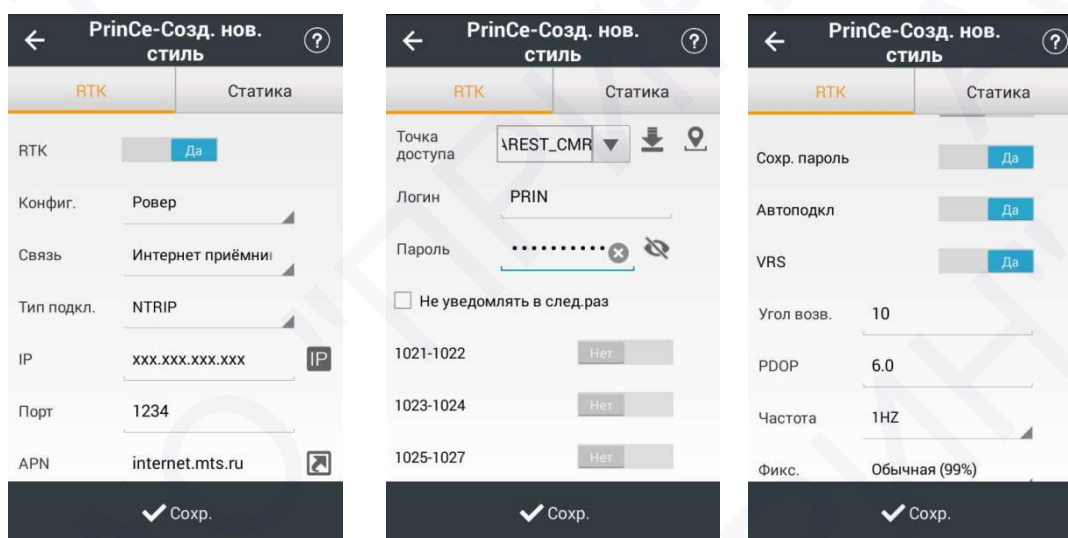 PrinCe-Созд. нов.
стиль
?
RTK Статика
RTK Да
Конфиг. Ровер
Связь Интернет приёмни
Тип подкл. NTRIP
IP xxx.xxx.xxx.xxx IP
Порт 1234
APN internet.mts.ru
Сохр.
PrinCe-Созд. нов.
стиль
?
RTK Статика
Точка
доступа AREST_CMR
Логин PRIN
Пароль ••••••••••
Не уведомлять в след.раз
1021-1022 Нет
1023-1024 Нет
1025-1027 Нет
Сохр.
PrinCe-Созд. нов.
стиль
?
RTK Статика
Сохр. пароль Да
Автоподкл Да
VRS Да
Угол возв. 10
PDOP 6.0
Частота 1HZ
Фикс. Обычная (99%)
Сохр.